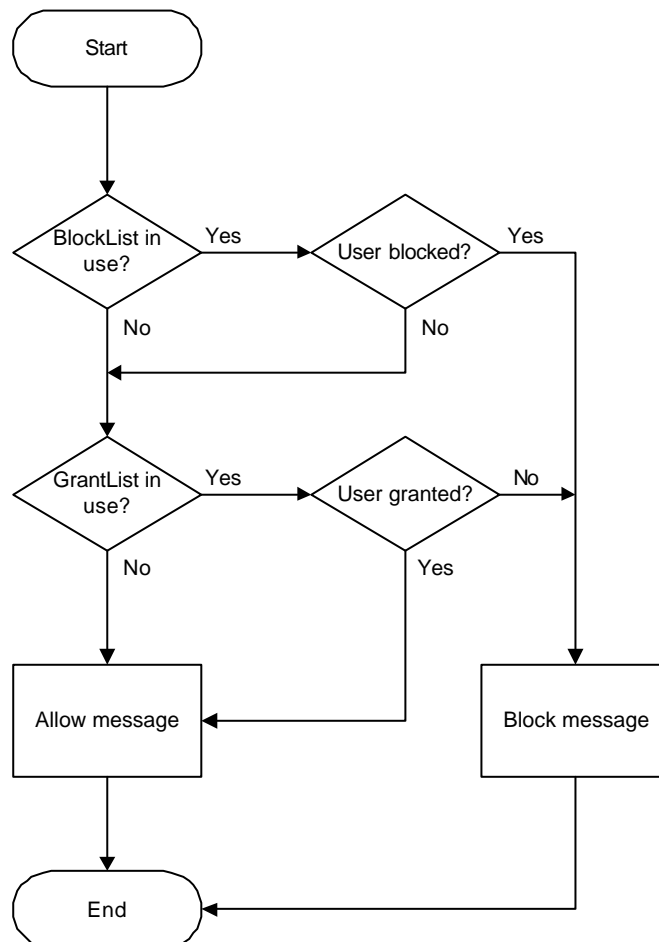 Start
BlockList in
use?
Yes
User blocked?
Yes
No
No
GrantList in
use?
Yes
User granted?
No
No
Yes
Allow message
Block message
End